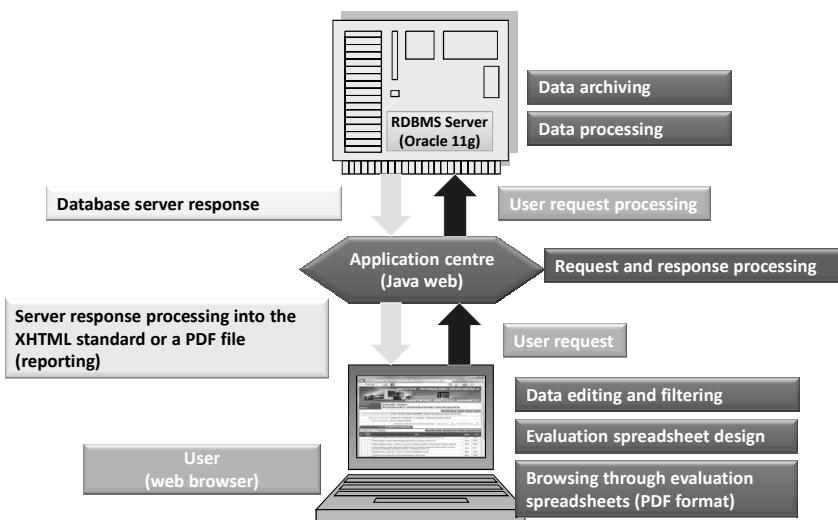 Data archiving
RDBMS Server
(Oracle 11g)
Data processing
Database server response
User request processing
Application centre
(Java web)
Request and response processing
Server response processing into the
XHTML standard or a PDF file
(reporting)
User request
Data editing and filtering
Evaluation spreadsheet design
User
(web browser)
Browsing through evaluation
spreadsheets (PDF format)